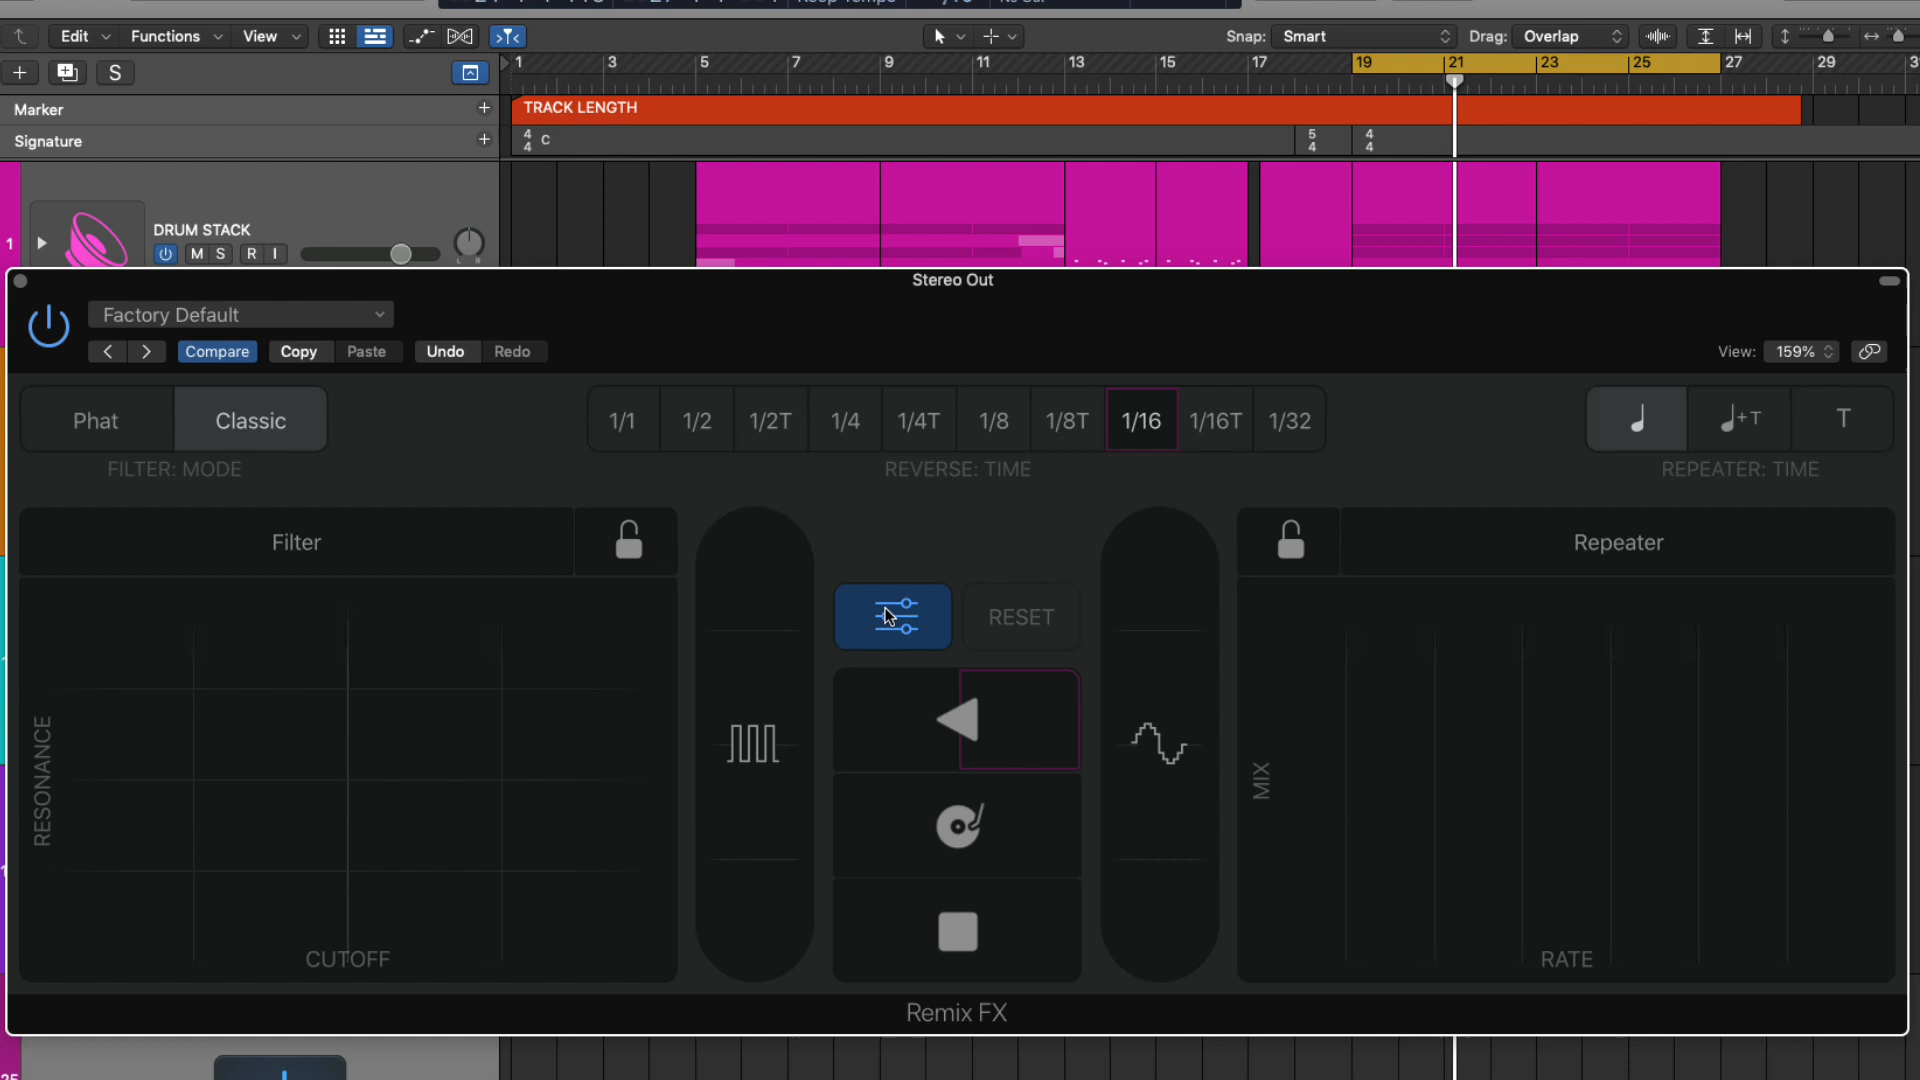 Edit Functions View Snap: Smart Drag: Overlap
S 1 3 5 7 9 11 13 15 17 19 21 23 25 27 29
Marker + TRACK LENGTH
Signature + 4 4 C 5 4 4 4
1 DRUM STACK
M S R I
L R
Stereo Out
Factory Default
Compare Copy Paste Undo Redo View: 159%
Phat Classic 1/1 1/2 1/2T 1/4 1/4T 1/8 1/8T 1/16 1/16T 1/32 +T T
FILTER: MODE REVERSE: TIME REPEATER: TIME
Filter Repeater
RESET
RESONANCE MIX
CUTOFF RATE
Remix FX